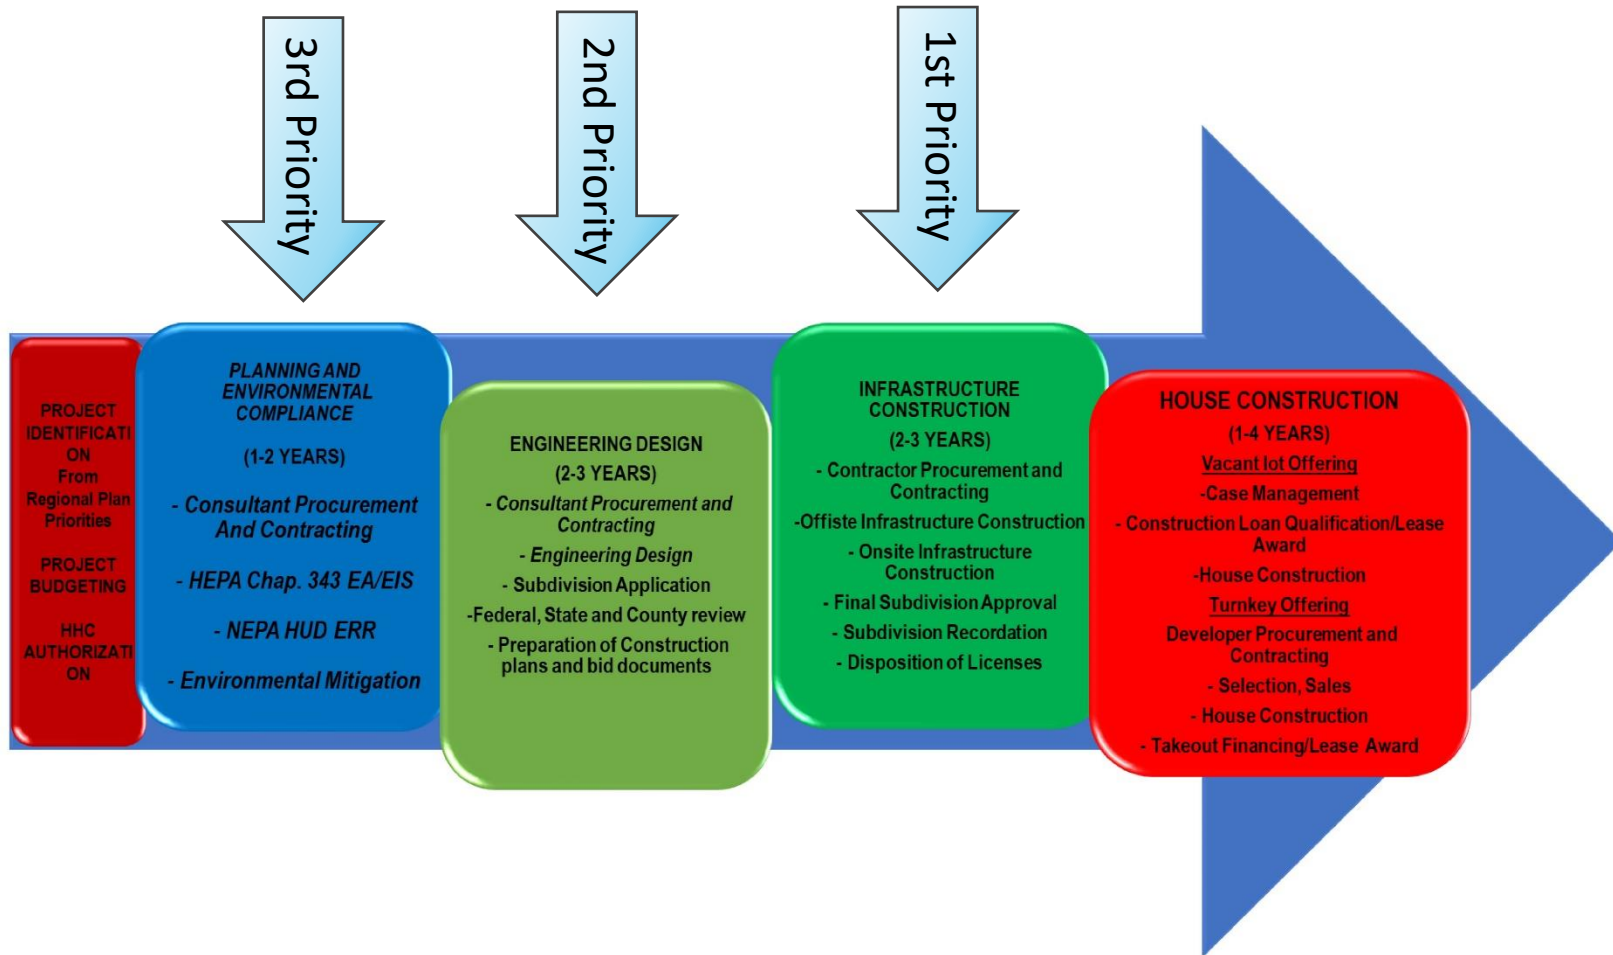 3rd Priority
2nd Priority
1st Priority
PROJECT
IDENTIFICATI
ON
From
Regional Plan
Priorities
PROJECT
BUDGETING
HHC
AUTHORIZATI
ON
PLANNING AND
ENVIRONMENTAL
COMPLIANCE
(1-2 YEARS)
- Consultant Procurement
And Contracting
- HEPA Chap. 343 EA/EIS
- NEPA HUD ERR
- Environmental Mitigation
ENGINEERING DESIGN
(2-3 YEARS)
- Consultant Procurement and
Contracting
- Engineering Design
- Subdivision Application
-Federal, State and County review
- Preparation of Construction
plans and bid documents
INFRASTRUCTURE
CONSTRUCTION
(2-3 YEARS)
- Contractor Procurement and
Contracting
-Offiste Infrastructure Construction
- Onsite Infrastructure
Construction
- Final Subdivision Approval
- Subdivision Recordation
- Disposition of Licenses
HOUSE CONSTRUCTION
(1-4 YEARS)
Vacant lot Offering
-Case Management
- Construction Loan Qualification/Lease
Award
-House Construction
Turnkey Offering
Developer Procurement and
Contracting
- Selection, Sales
- House Construction
- Takeout Financing/Lease Award